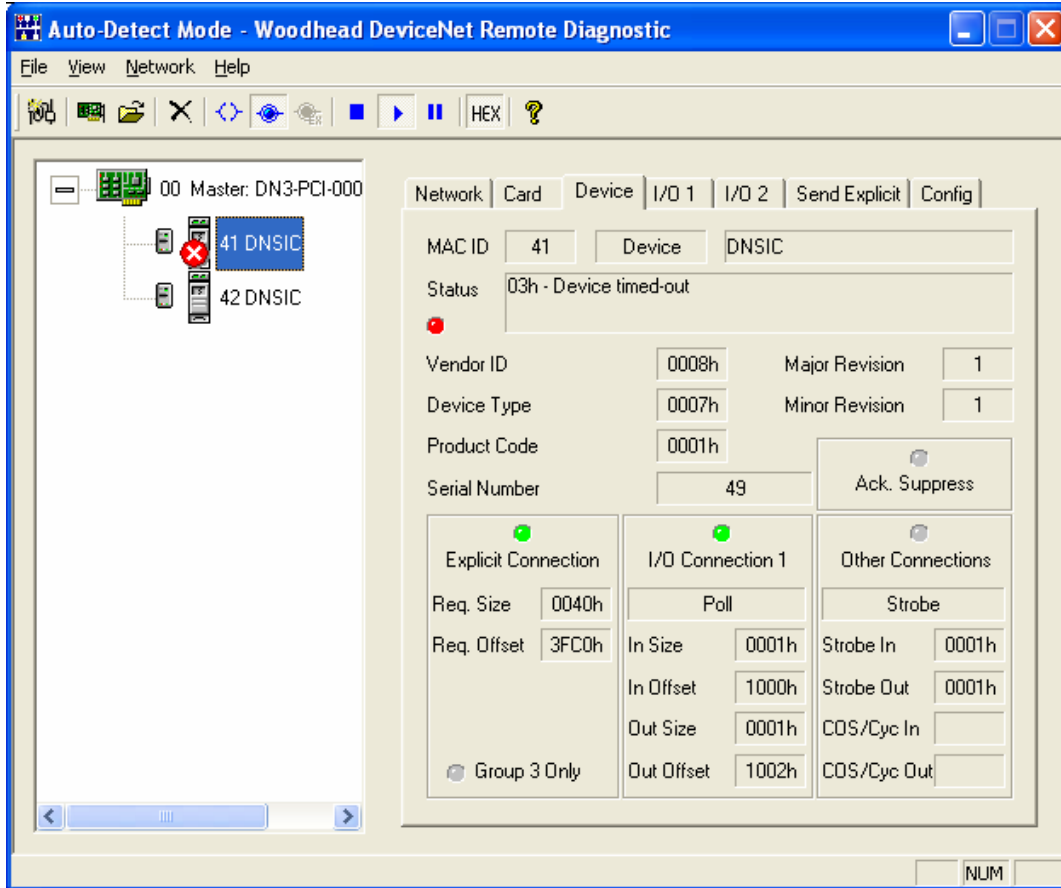 Auto-Detect Mode - Woodhead DeviceNet Remote Diagnostic
File View Network Help
EX HEX
00 Master: DN3-PCI-000
41 DNSIC
42 DNSIC
Network Card Device I/O 1 I/O 2 Send Explicit Config
MAC ID 41 Device DNSIC
Status 03h - Device timed-out
Vendor ID 0008h Major Revision 1
Device Type 0007h Minor Revision 1
Product Code 0001h
Serial Number 49 Ack. Suppress
Explicit Connection I/O Connection 1 Other Connections
Poll Strobe
Req. Size 0040h
Req. Offset 3FC0h In Size 0001h Strobe In 0001h
In Offset 1000h Strobe Out 0001h
Out Size 0001h COS/Cyc In
Group 3 Only Out Offset 1002h COS/Cyc Out
NUM